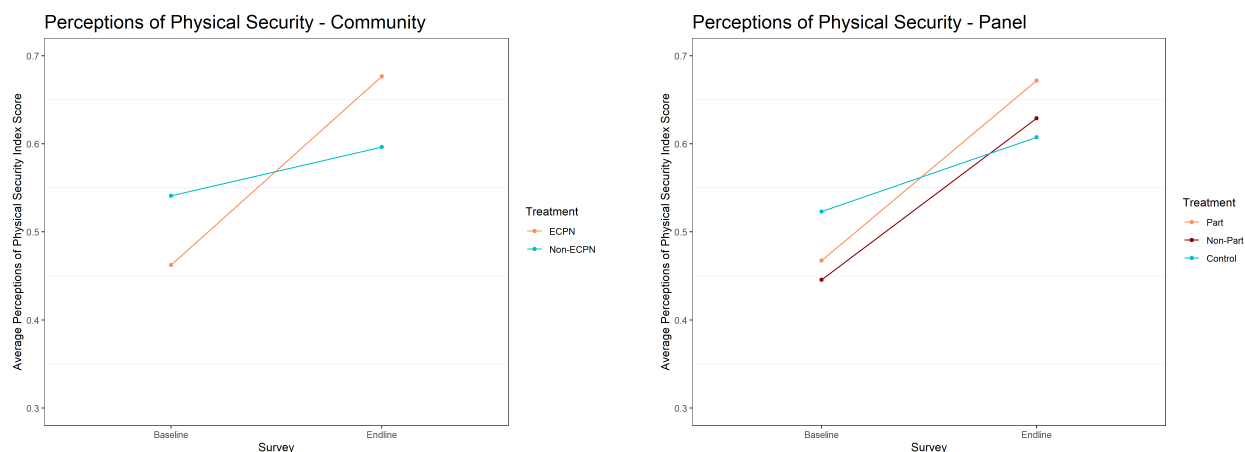 Perceptions of Physical Security - Community
Average Perceptions of Physical Security Index Score
0.7
0.6
0.5
0.4
0.3
Baseline
Endline
Survey
Treatment
ECPN
Non-ECPN
Perceptions of Physical Security - Panel
Average Perceptions of Physical Security Index Score
0.7
0.6
0.5
0.4
0.3
Baseline
Endline
Survey
Treatment
Part
Non-Part
Control